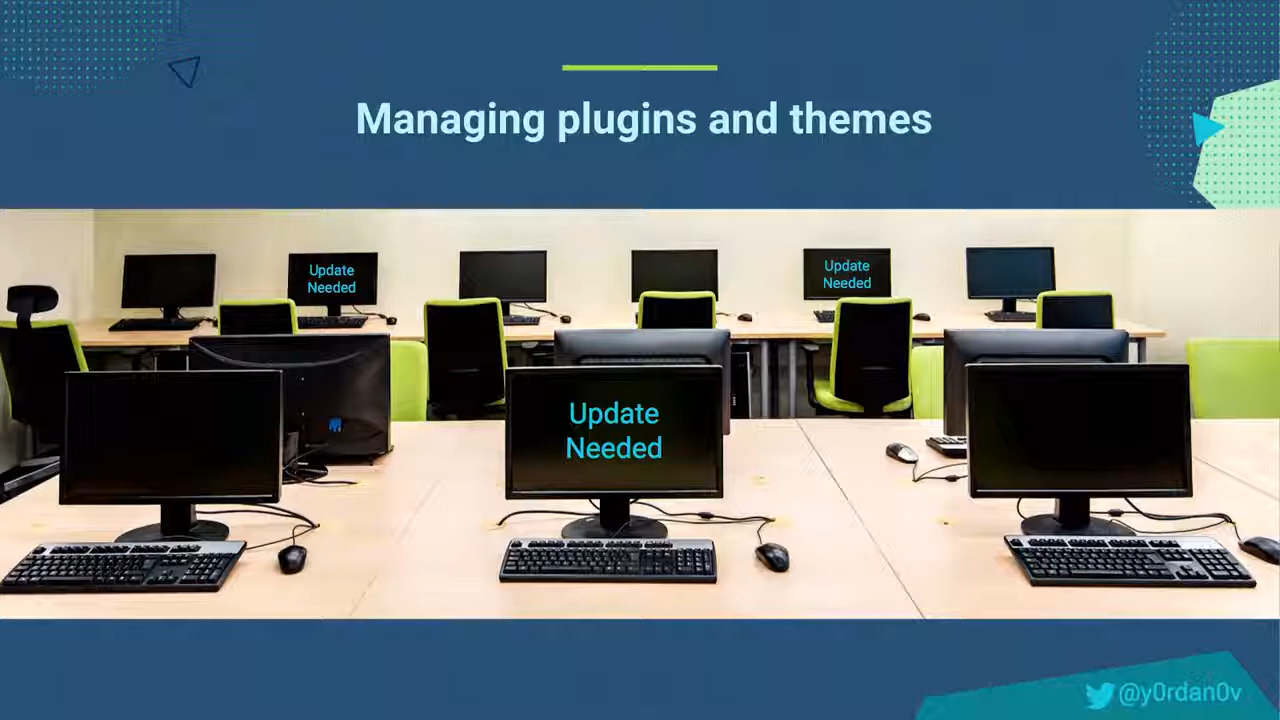 Managing plugins and themes
Update
Needed
Update
Needed
Update
Needed
@y0rdan0v